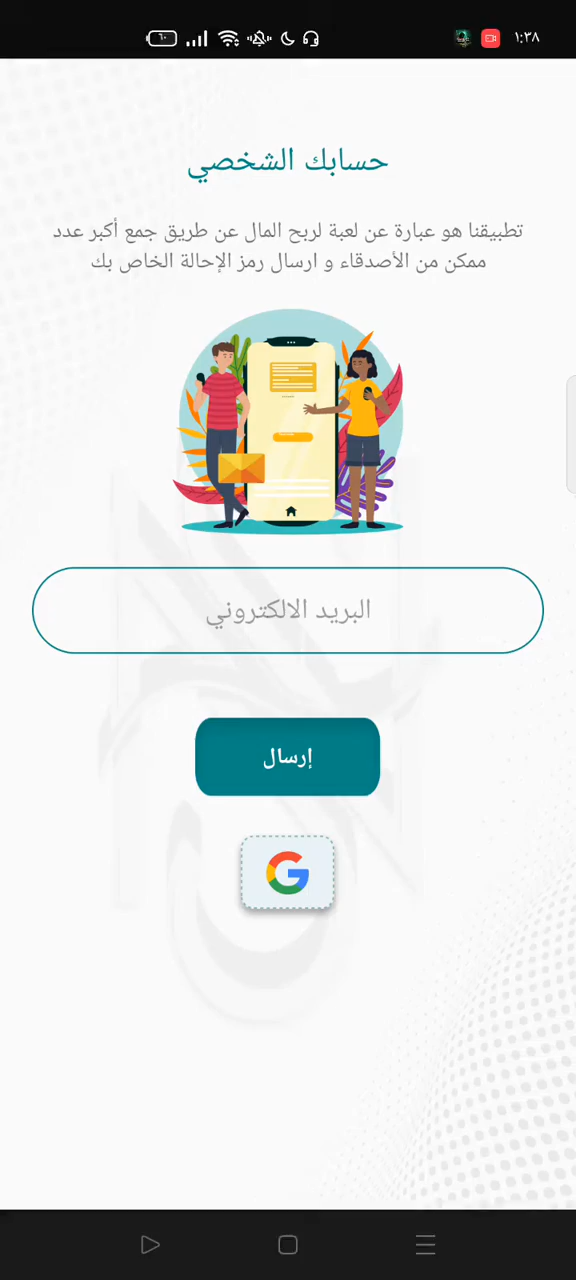 ١:٣٨
٦٠
حسابك الشخصي
تطبيقنا هو عبارة عن لعبة لربح المال عن طريق جمع أكبر عدد
ممكن من الأصدقاء و ارسال رمز الإحالة الخاص بك
البريد الالكتروني
إرسال